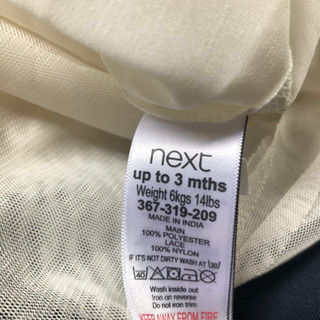 next
up to 3 mths
Weight 6kgs 14lbs
367-319-209
MADE IN INDIA
MAIN
100% POLYESTER
LACE
100% NYLON
IF IT'S NOT DIRTY WASH AT
40
Wash inside out
Iron on reverse
Do not iron trim
KEEP AWAY FROM FIRE